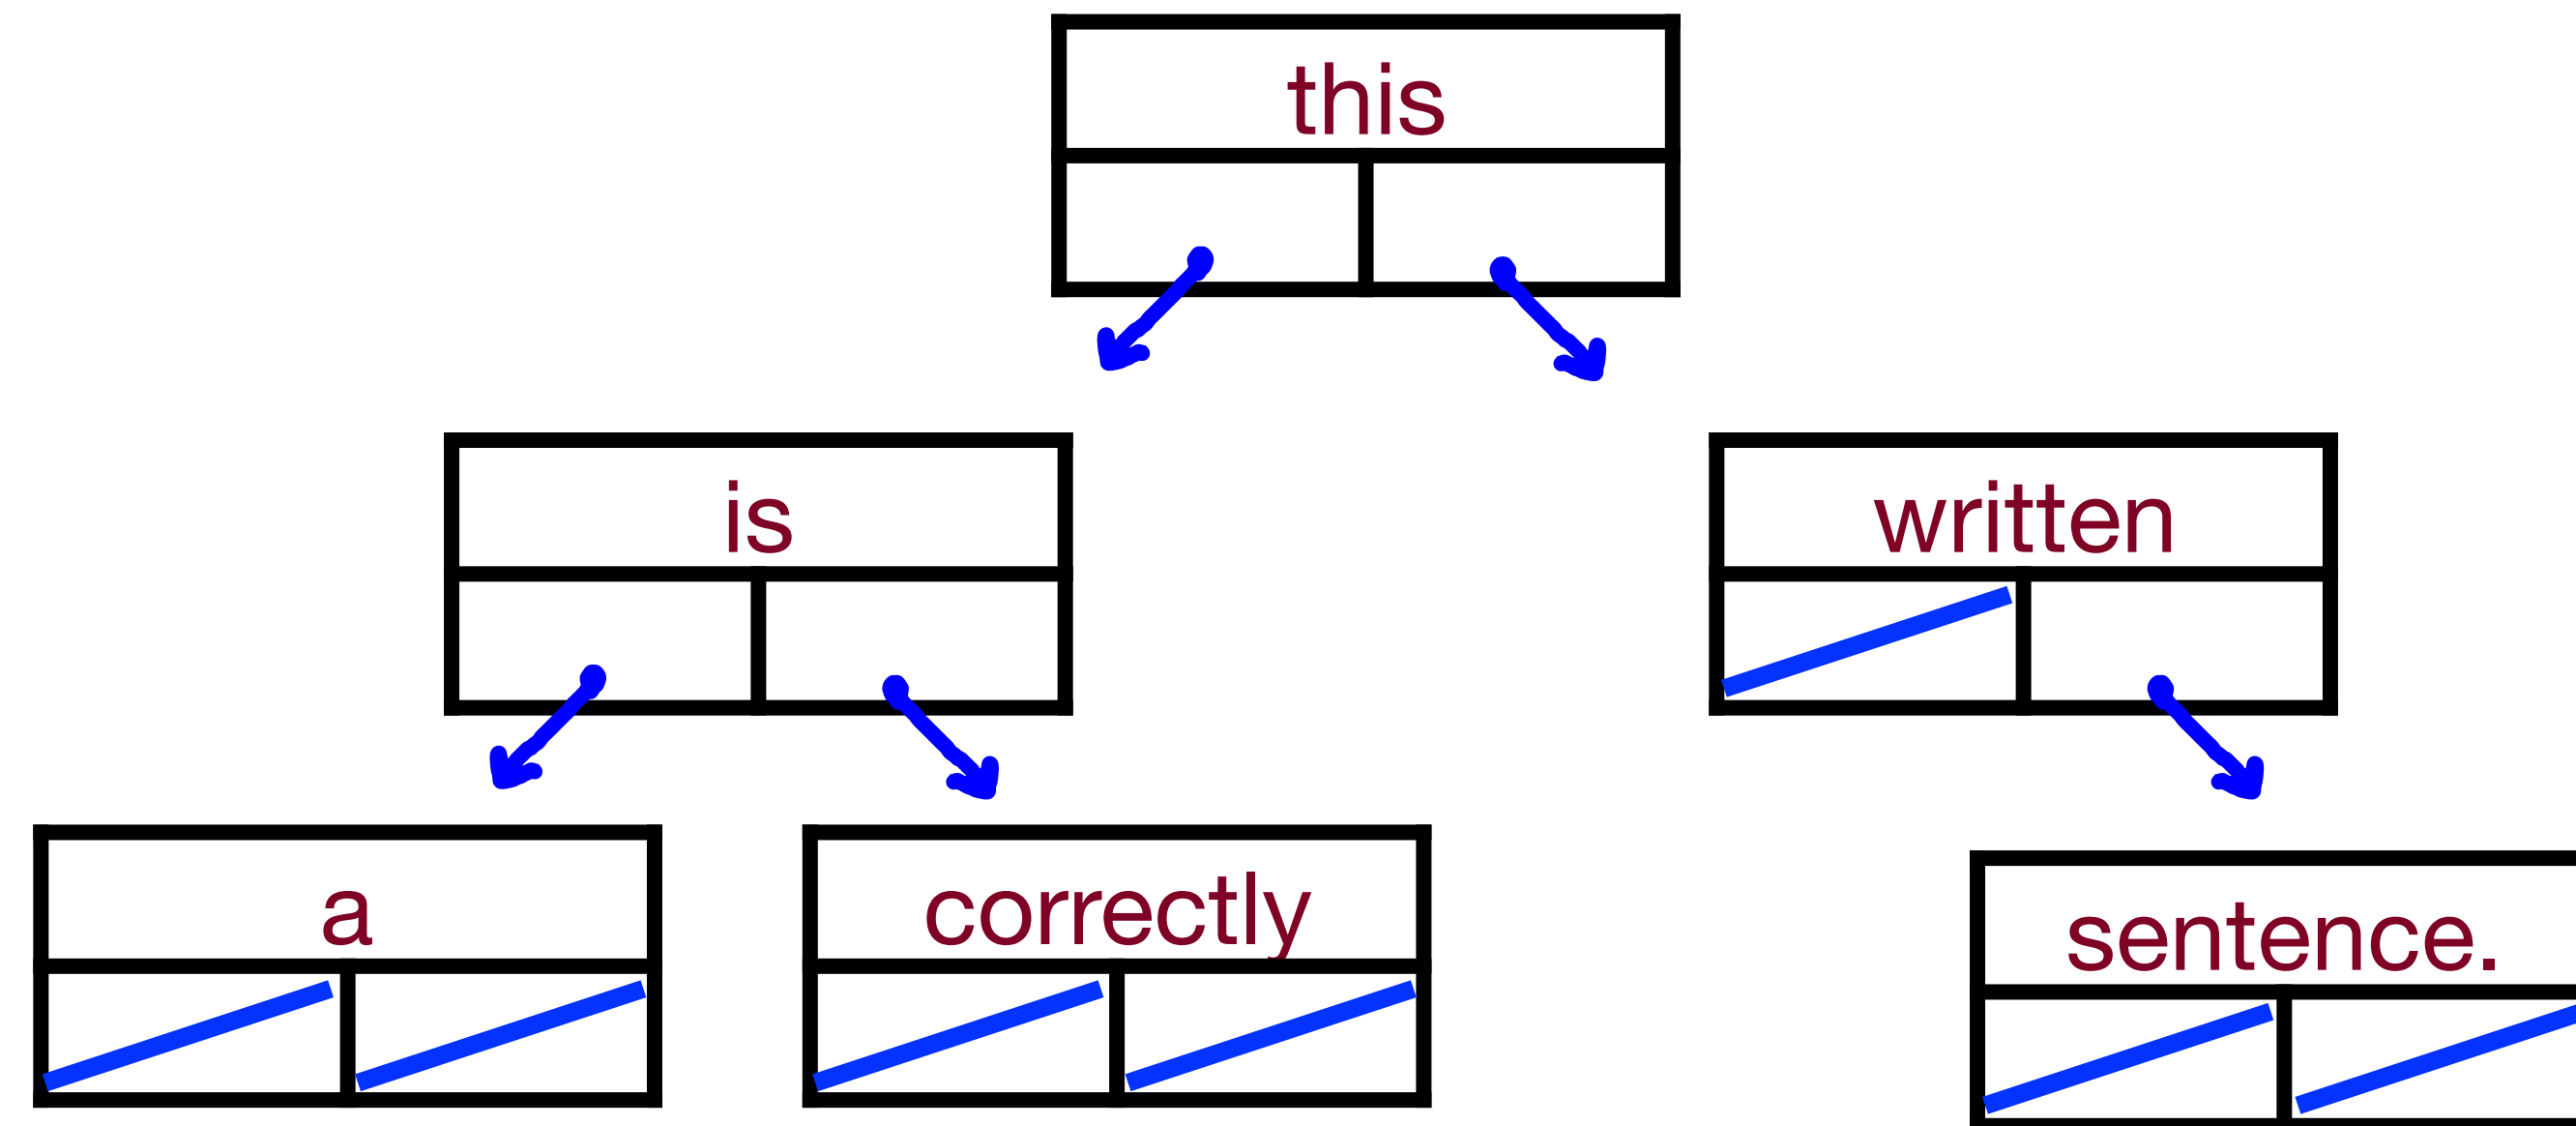 this
is
written
a
correctly
sentence.